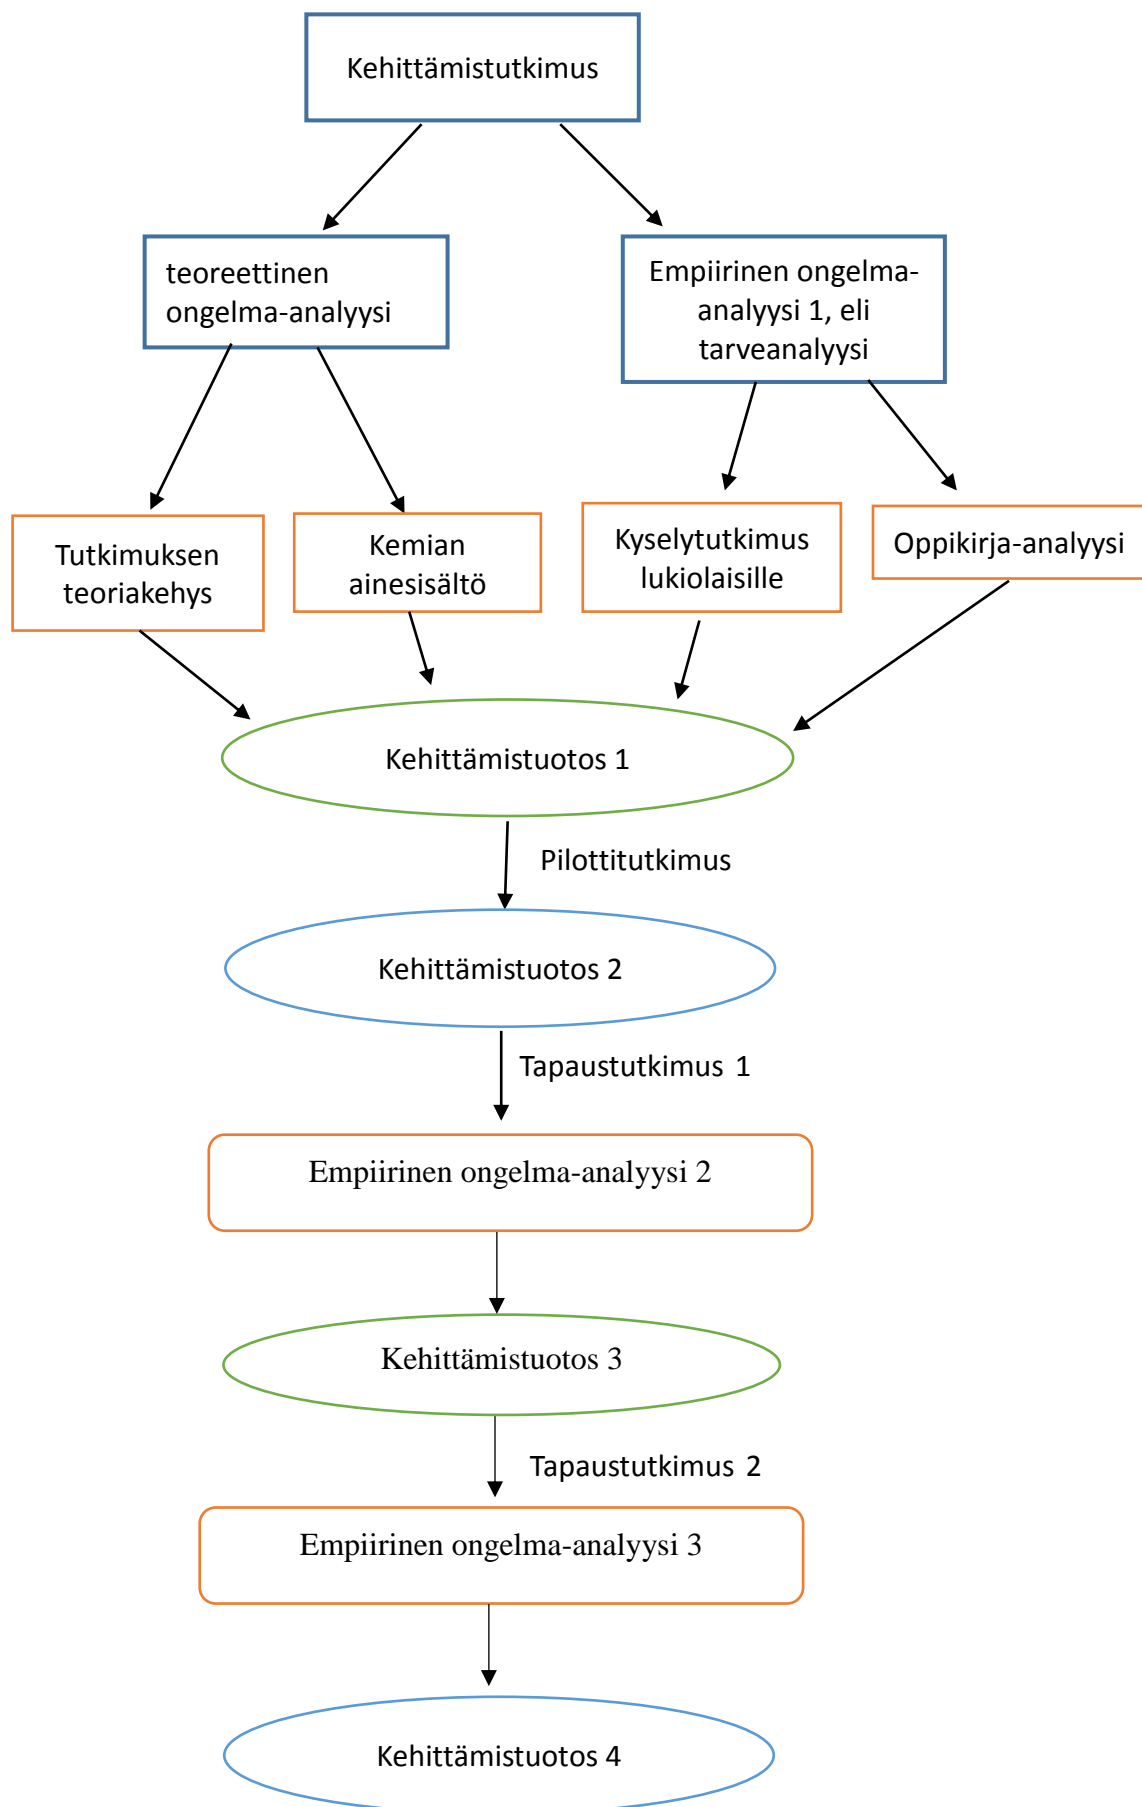 Kehittämistutkimus
teoreettinen
ongelma-analyysi
Empiirinen ongelma-
analyysi 1, eli
tarveanalyysi
Tutkimuksen
teoriakehys
Kemian
ainesisältö
Kyselytutkimus
lukiolaisille
Oppikirja-analyysi
Kehittämistuotos 1
Pilottitutkimus
Kehittämistuotos 2
Tapaustutkimus 1
Empiirinen ongelma-analyysi 2
Kehittämistuotos 3
Tapaustutkimus 2
Empiirinen ongelma-analyysi 3
Kehittämistuotos 4